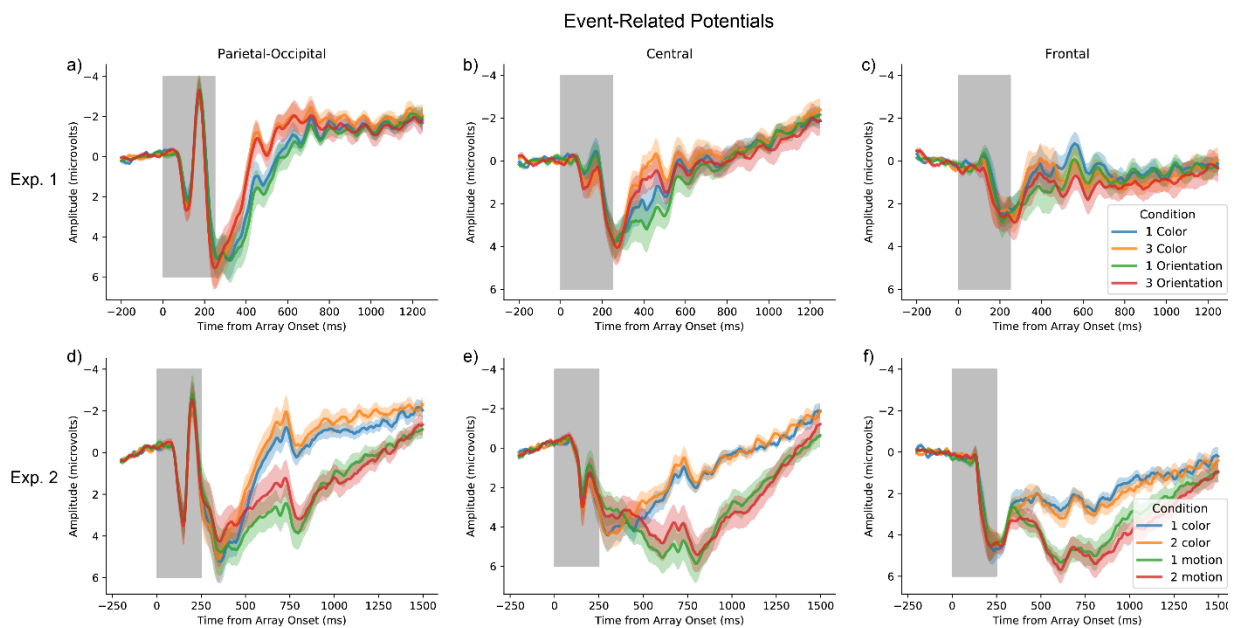 Event-Related Potentials
Parietal-Occipital
Central
Frontal
Exp. 1
a)
−4
−2
0
2
4
6
Amplitude (microvolts)
−200 0 200 400 600 800 1000 1200
Time from Array Onset (ms)
b)
−4
−2
0
2
4
6
Amplitude (microvolts)
−200 0 200 400 600 800 1000 1200
Time from Array Onset (ms)
c)
−4
−2
0
2
4
6
Amplitude (microvolts)
−200 0 200 400 600 800 1000 1200
Time from Array Onset (ms)
Condition
1 Color
3 Color
1 Orientation
3 Orientation
Exp. 2
d)
−4
−2
0
2
4
6
Amplitude (microvolts)
−250 0 250 500 750 1000 1250 1500
Time from Array Onset (ms)
e)
−4
−2
0
2
4
6
Amplitude (microvolts)
−250 0 250 500 750 1000 1250 1500
Time from Array Onset (ms)
f)
−4
−2
0
2
4
6
Amplitude (microvolts)
−250 0 250 500 750 1000 1250 1500
Time from Array Onset (ms)
Condition
1 color
2 color
1 motion
2 motion